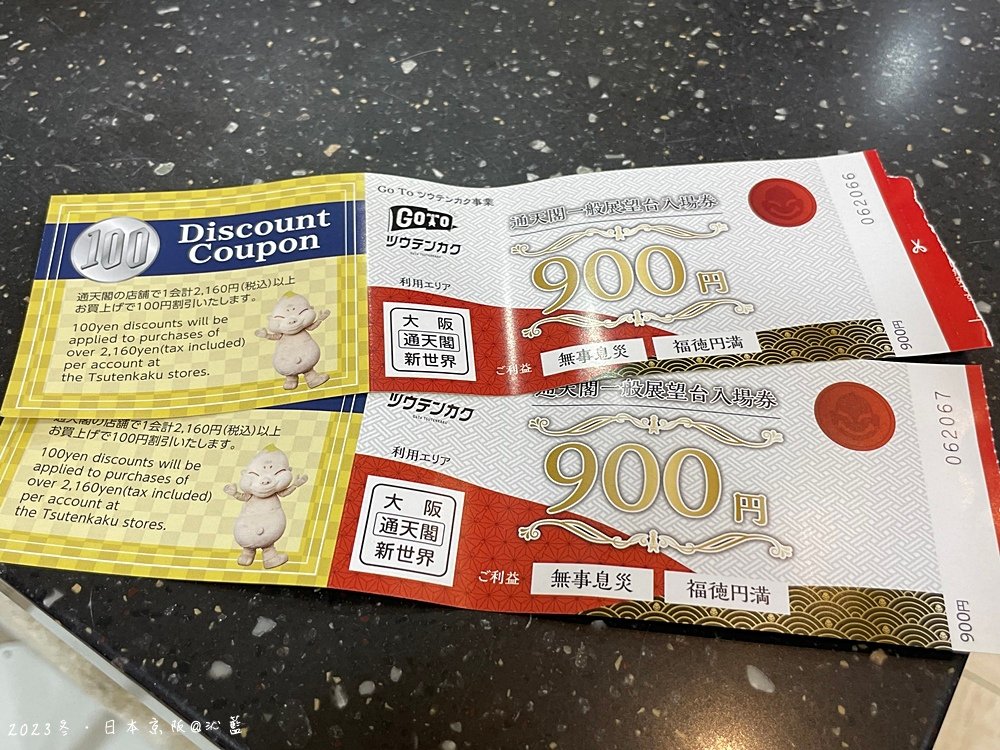 100
Discount
Coupon
通天閣の店舗で1会計2,160円(税込)以上
お買上げで100円割引いたします。
100yen discounts will be
applied to purchases of
over 2,160yen(tax included)
per account at
the Tsutenkaku stores.
Go To ツウテンカク事業
GOTO
ツウテンカク
利用エリア
大阪
通天閣
新世界
通天閣一般展望台入場券
900円
ご利益
無事息災
福徳円満
062066
900円
通天閣の店舗で1会計2,160円(税込)以上
お買上げで100円割引いたします。
100yen discounts will be
applied to purchases of
over 2,160yen(tax included)
per account at
the Tsutenkaku stores.
ツウテンカク
利用エリア
大阪
通天閣
新世界
通天閣一般展望台入場券
900円
ご利益
無事息災
福徳円満
062067
900円
2023冬・日本京阪@沁藍